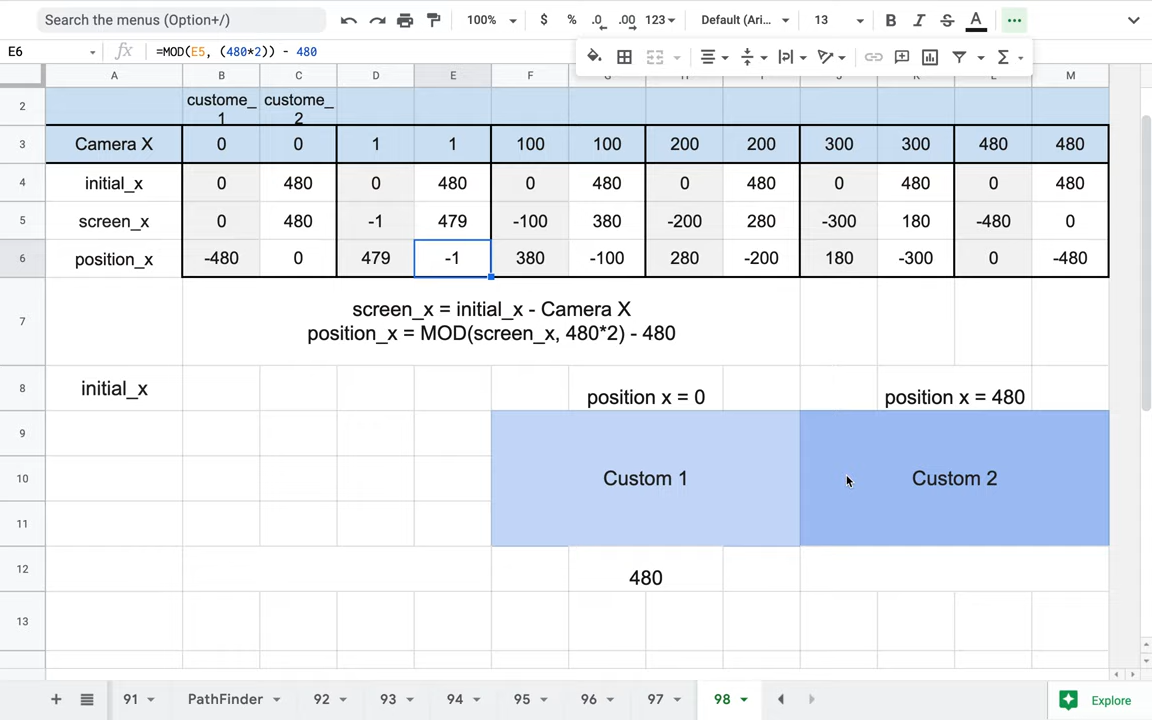 Search the menus (Option+/)
100%
$ % .0 .00 123 Default (Ari... 13 B I S A
E6 fx =MOD(E5, (480*2)) - 480
A B C D E F G H I J K L M
2 custome_1 custome_2
3 Camera X 0 0 1 1 100 100 200 200 300 300 480 480
4 initial_x 0 480 0 480 0 480 0 480 0 480 0 480
5 screen_x 0 480 -1 479 -100 380 -200 280 -300 180 -480 0
6 position_x -480 0 479 -1 380 -100 280 -200 180 -300 0 -480
7
screen_x = initial_x - Camera X
position_x = MOD(screen_x, 480*2) - 480
8 initial_x position x = 0 position x = 480
9
10 Custom 1 Custom 2
11
12 480
13
91 PathFinder 92 93 94 95 96 97 98 Explore